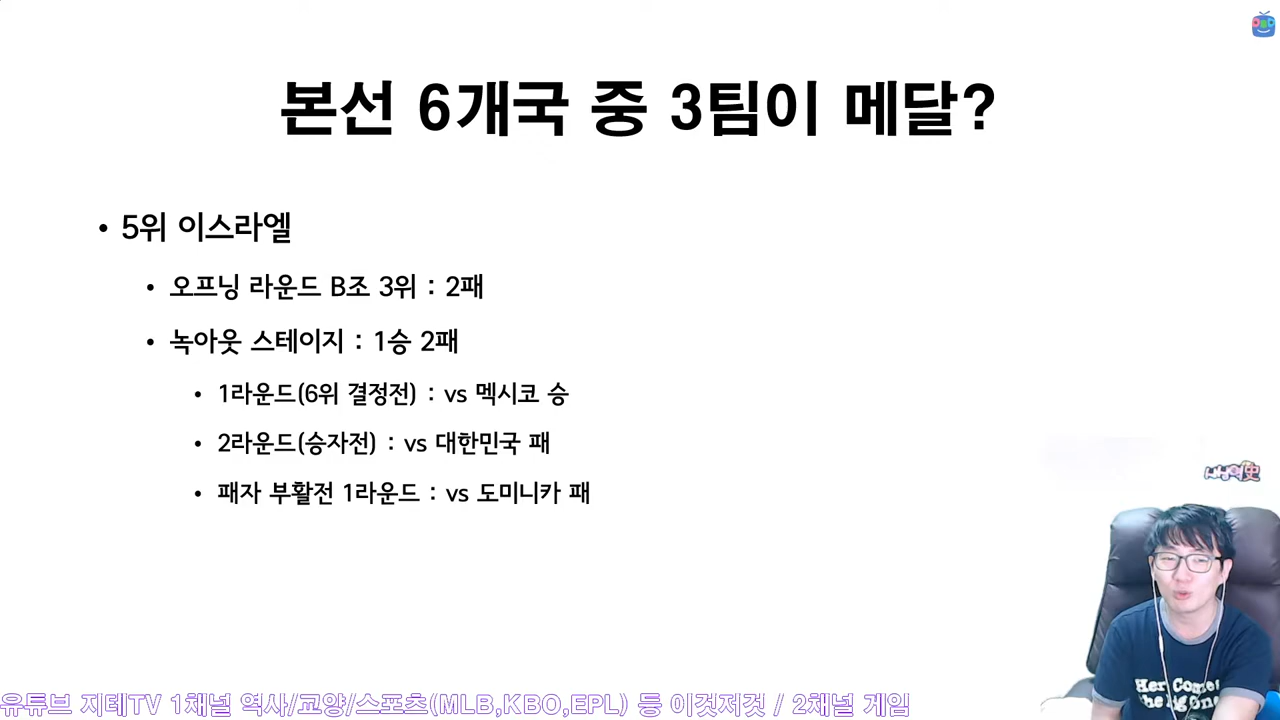 본선 6개국 중 3팀이 메달?
• 5위 이스라엘
• 오프닝 라운드 B조 3위 : 2패
• 녹아웃 스테이지 : 1승 2패
• 1라운드(6위 결정전) : vs 멕시코 승
• 2라운드(승자전) : vs 대한민국 패
• 패자 부활전 1라운드 : vs 도미니카 패
Her Come
he Big One
유튜브 지테TV 1채널 역사/교양/스포츠(MLB,KBO,EPL) 등 이것저것 / 2채널 게임